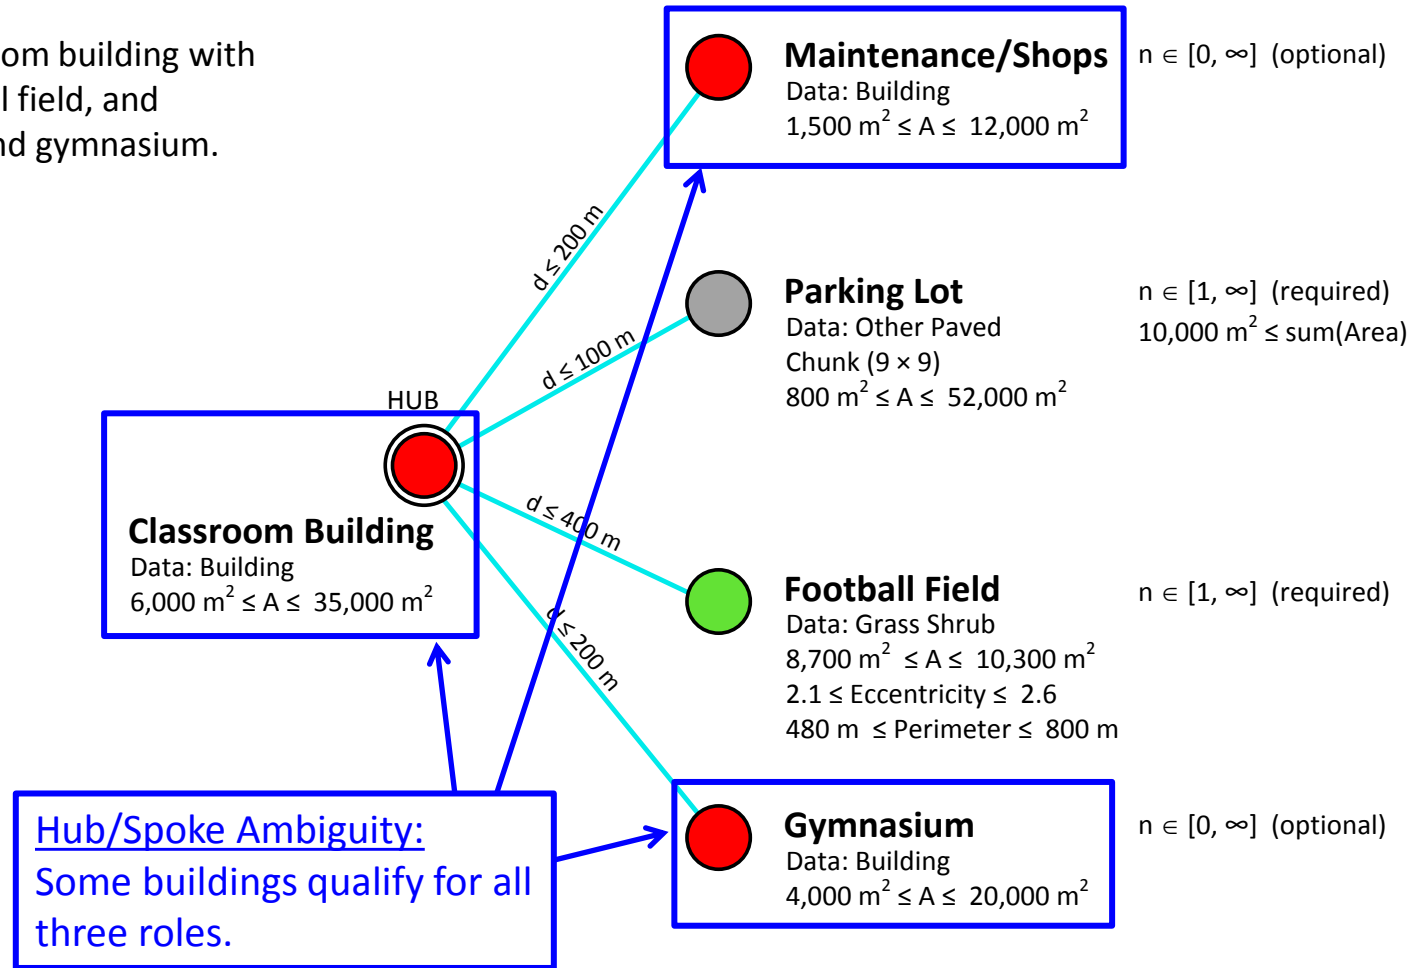 om building with
l field, and
nd gymnasium.
Maintenance/Shops
Data: Building
1,500 m² ≤ A ≤ 12,000 m²
n ∈ [0, ∞] (optional)
d ≤ 200 m
Parking Lot
Data: Other Paved
Chunk (9 × 9)
800 m² ≤ A ≤ 52,000 m²
n ∈ [1, ∞] (required)
10,000 m² ≤ sum(Area)
d ≤ 100 m
HUB
Classroom Building
Data: Building
6,000 m² ≤ A ≤ 35,000 m²
d ≤ 400 m
Football Field
Data: Grass Shrub
8,700 m² ≤ A ≤ 10,300 m²
2.1 ≤ Eccentricity ≤ 2.6
480 m ≤ Perimeter ≤ 800 m
n ∈ [1, ∞] (required)
d ≤ 200 m
Gymnasium
Data: Building
4,000 m² ≤ A ≤ 20,000 m²
n ∈ [0, ∞] (optional)
Hub/Spoke Ambiguity:
Some buildings qualify for all
three roles.